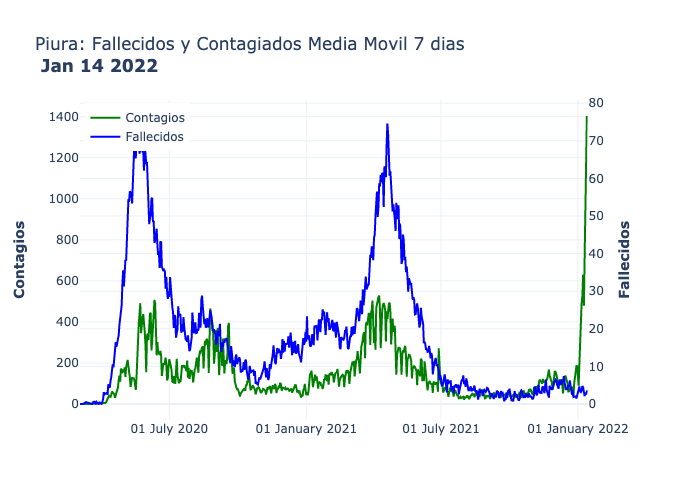 Piura: Fallecidos y Contagiados Media Movil 7 dias
Jan 14 2022
Contagios
Fallecidos
1400
1200
1000
800
600
400
200
0
Contagios
80
70
60
50
40
30
20
10
0
Fallecidos
01 July 2020
01 January 2021
01 July 2021
01 January 2022